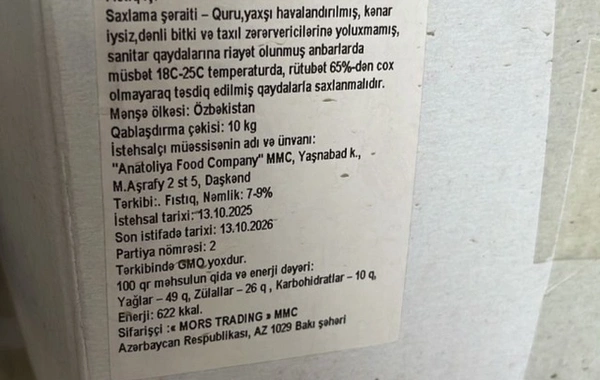 Saxlama şəraiti – Quru,yaxşı havalandırılmış, kənar
iysiz,dənli bitki və taxıl zərərvericilərinə yoluxmamış,
sanitar qaydalarına riayət olunmuş anbarlarda
müsbət 18C-25C temperaturda, rütubət 65%-dən cox
olmayaraq təsdiq edilmiş qaydalarla saxlanmalıdır.
Mənşə ölkəsi: Özbəkistan
Qablaşdırma çəkisi: 10 kg
İstehsalçı müəssisənin adı və ünvanı:
"Anatoliya Food Company" MMC, Yaşnabad k.,
M.Aşrafy 2 st 5, Daşkənd
Tərkibi:. Fıstıq, Nəmlik: 7-9%
İstehsal tarixi: 13.10.2025
Son istifadə tarixi: 13.10.2026
Partiya nömrəsi: 2
Tərkibində GMO yoxdur.
100 qr məhsulun qida və enerji dəyəri:
Yağlar – 49 q, Zülallar – 26 q , Karbohidratlar – 10 q,
Enerji: 622 kkal.
Sifarişçi :« MORS TRADING » MMC
Azərbaycan Respublikası, AZ 1029 Bakı şəhəri